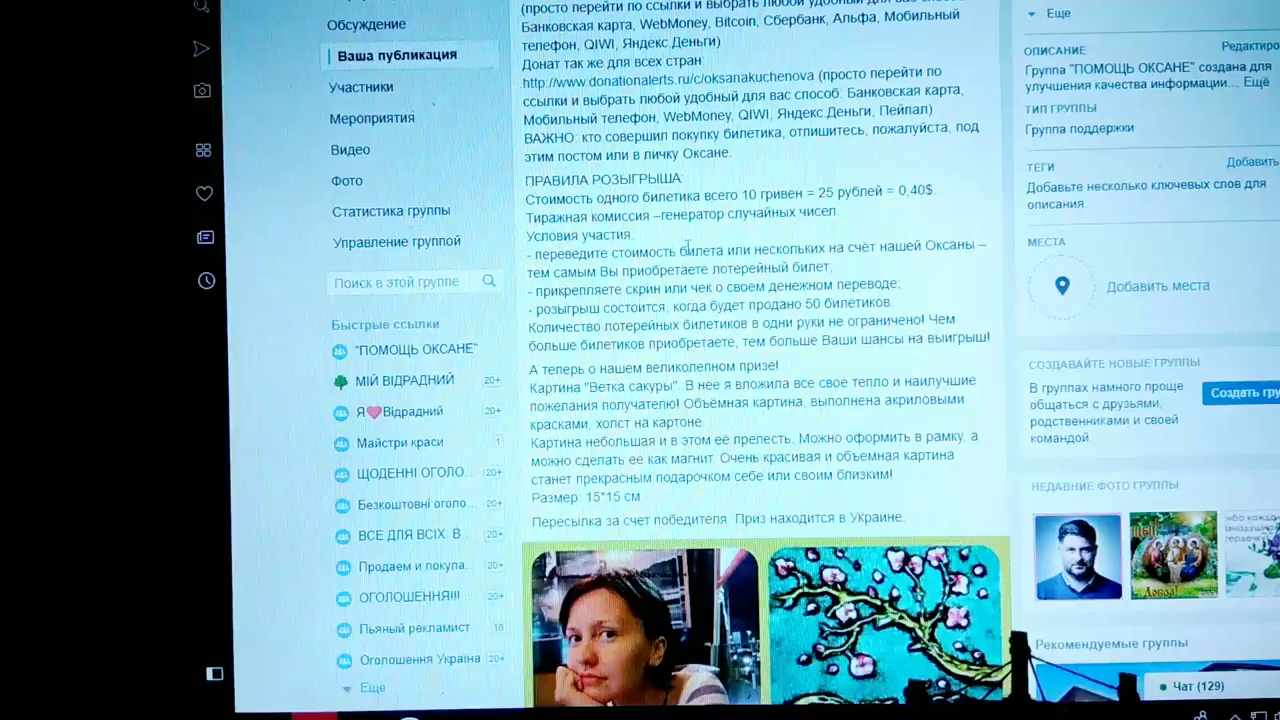 Обсуждение
Ваша публикация
Участники
Мероприятия
Видео
Фото
Статистика группы
Управление группой
Поиск в этой группе
Быстрые ссылки
"ПОМОЩЬ ОКСАНЕ"
МІЙ ВІДРАДНИЙ 20+
Я Відрадний 20+
Майстри краси 1
ЩОДЕННІ ОГОЛО... 20+
Безкоштовні оголо... 20+
ВСЕ ДЛЯ ВСІХ. В... 20+
Продаем и покупа... 20+
ОГОЛОШЕННЯ!!! ... 20+
Пьяный рекламист 16
Оголошення Україна 20+
Еще
(просто перейти по ссылки и выбрать любой удобный для вас способ
Банковская карта, WebMoney, Bitcoin, Сбербанк, Альфа, Мобильный
телефон, QIWI, Яндекс.Деньги)
Донат так же для всех стран:
http://www.donationalerts.ru/c/oksanakuchenova (просто перейти по
ссылки и выбрать любой удобный для вас способ: Банковская карта,
Мобильный телефон, WebMoney, QIWI, Яндекс.Деньги, Пейпал)
ВАЖНО: кто совершил покупку билетика, отпишитесь, пожалуйста, под
этим постом или в личку Оксане.
ПРАВИЛА РОЗЫГРЫША:
Стоимость одного билетика всего 10 гривен = 25 рублей = 0,40$.
Тиражная комиссия –генератор случайных чисел.
Условия участия:
- переведите стоимость билета или нескольких на счёт нашей Оксаны –
тем самым Вы приобретаете лотерейный билет;
- прикрепляете скрин или чек о своем денежном переводе;
- розыгрыш состоится, когда будет продано 50 билетиков.
Количество лотерейных билетиков в одни руки не ограничено! Чем
больше билетиков приобретаете, тем больше Ваши шансы на выигрыш!
А теперь о нашем великолепном призе!
Картина "Ветка сакуры". В нее я вложила все свое тепло и наилучшие
пожелания получателю! Объёмная картина, выполнена акриловыми
красками, холст на картоне.
Картина небольшая и в этом её прелесть. Можно оформить в рамку, а
можно сделать её как магнит. Очень красивая и объемная картина
станет прекрасным подарочком себе или своим близким!
Размер: 15*15 см
Пересылка за счет победителя. Приз находится в Украине.
Еще
ОПИСАНИЕ Редактиро
Группа "ПОМОЩЬ ОКСАНЕ" создана для
улучшения качества информации... Ещё
ТИП ГРУППЫ
Группа поддержки
ТЕГИ Добавить
Добавьте несколько ключевых слов для
описания.
МЕСТА
Добавить места
СОЗДАВАЙТЕ НОВЫЕ ГРУППЫ
В группах намного проще
общаться с друзьями,
родственниками и своей
командой.
Создать гру
НЕДАВНИЕ ФОТО ГРУППЫ
Рекомендуемые группы
Чат (129)